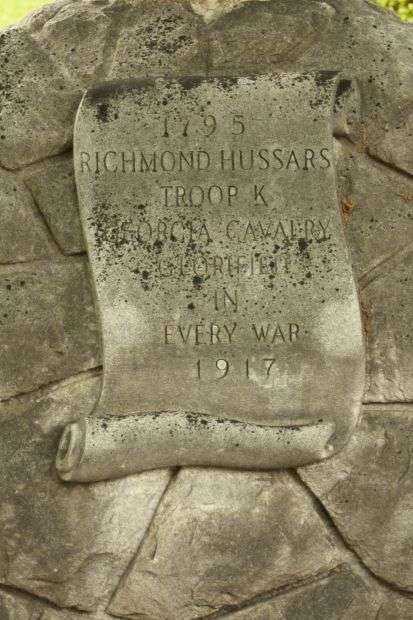 1795
RICHMOND HUSSARS
TROOP K
GEORGIA CAVALRY
GLORIFIED
IN
EVERY WAR
1917